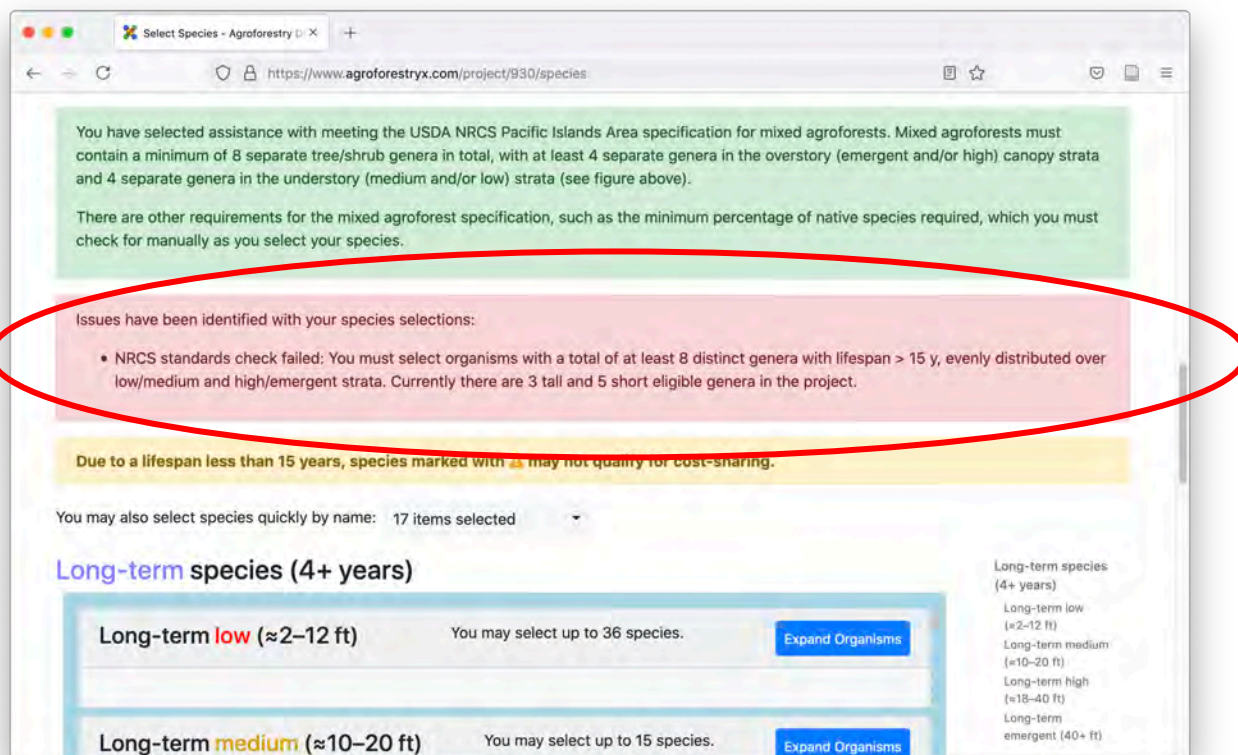 Select Species - Agroforestry D
https://www.agroforestryx.com/project/930/species
You have selected assistance with meeting the USDA NRCS Pacific Islands Area specification for mixed agroforests. Mixed agroforests must
contain a minimum of 8 separate tree/shrub genera in total, with at least 4 separate genera in the overstory (emergent and/or high) canopy strata
and 4 separate genera in the understory (medium and/or low) strata (see figure above).
There are other requirements for the mixed agroforest specification, such as the minimum percentage of native species required, which you must
check for manually as you select your species.
Issues have been identified with your species selections:
• NRCS standards check failed: You must select organisms with a total of at least 8 distinct genera with lifespan > 15 y, evenly distributed over
low/medium and high/emergent strata. Currently there are 3 tall and 5 short eligible genera in the project.
Due to a lifespan less than 15 years, species marked with ⚠ may not qualify for cost-sharing.
You may also select species quickly by name: 17 items selected
Long-term species (4+ years)
Long-term low (≈2–12 ft) You may select up to 36 species. Expand Organisms
Long-term medium (≈10–20 ft) You may select up to 15 species. Expand Organisms
Long-term species
(4+ years)
Long-term low
(≈2–12 ft)
Long-term medium
(≈10–20 ft)
Long-term high
(≈18–40 ft)
Long-term
emergent (40+ ft)